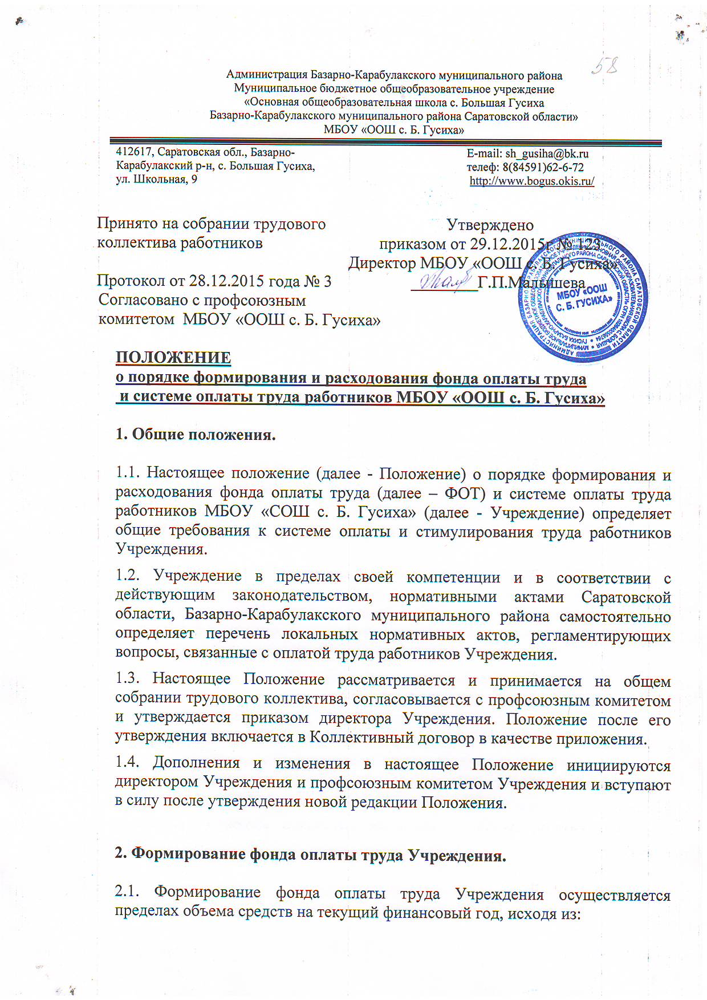 58
Администрация Базарно-Карабулакского муниципального района
Муниципальное бюджетное общеобразовательное учреждение
«Основная общеобразовательная школа с. Большая Гусиха
Базарно-Карабулакского муниципального района Саратовской области»
МБОУ «ООШ с. Б. Гусиха»
412617, Саратовская обл., Базарно-
Карабулакский р-н, с. Большая Гусиха,
ул. Школьная, 9
E-mail: sh_gusiha@bk.ru
телеф: 8(84591)62-6-72
http://www.bogus.okis.ru/
Принято на собрании трудового
коллектива работников
Протокол от 28.12.2015 года № 3
Согласовано с профсоюзным
комитетом МБОУ «ООШ с. Б. Гусиха»
Утверждено
приказом от 29.12.2015г № 123
Директор МБОУ «ООШ с. Б. Гусиха»
________Г.П.Малышева
МБОУ «ООШ
С. Б. ГУСИХА»
ПОЛОЖЕНИЕ
о порядке формирования и расходования фонда оплаты труда
и системе оплаты труда работников МБОУ «ООШ с. Б. Гусиха»
1. Общие положения.
1.1. Настоящее положение (далее - Положение) о порядке формирования и
расходования фонда оплаты труда (далее – ФОТ) и системе оплаты труда
работников МБОУ «СОШ с. Б. Гусиха» (далее - Учреждение) определяет
общие требования к системе оплаты и стимулирования труда работников
Учреждения.
1.2. Учреждение в пределах своей компетенции и в соответствии с
действующим законодательством, нормативными актами Саратовской
области, Базарно-Карабулакского муниципального района самостоятельно
определяет перечень локальных нормативных актов, регламентирующих
вопросы, связанные с оплатой труда работников Учреждения.
1.3. Настоящее Положение рассматривается и принимается на общем
собрании трудового коллектива, согласовывается с профсоюзным комитетом
и утверждается приказом директора Учреждения. Положение после его
утверждения включается в Коллективный договор в качестве приложения.
1.4. Дополнения и изменения в настоящее Положение инициируются
директором Учреждения и профсоюзным комитетом Учреждения и вступают
в силу после утверждения новой редакции Положения.
2. Формирование фонда оплаты труда Учреждения.
2.1. Формирование фонда оплаты труда Учреждения осуществляется
пределах объема средств на текущий финансовый год, исходя из: